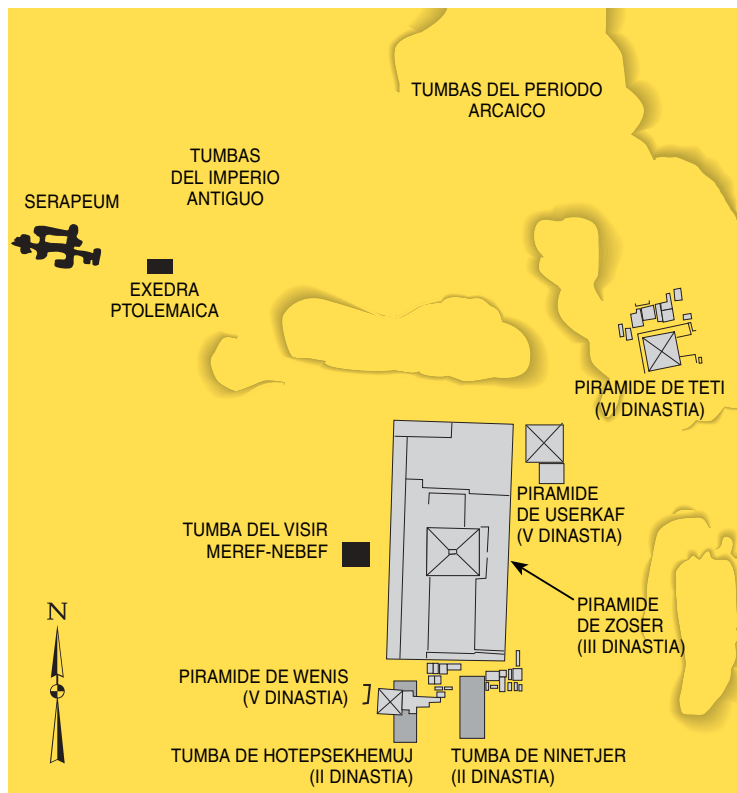 TUMBAS DEL PERIODO
ARCAICO
TUMBAS
DEL IMPERIO
ANTIGUO
SERAPEUM
EXEDRA
PTOLEMAICA
PIRAMIDE DE TETI
(VI DINASTIA)
PIRAMIDE
DE USERKAF
(V DINASTIA)
TUMBA DEL VISIR
MEREF-NEBEF
PIRAMIDE
DE ZOSER
(III DINASTIA)
N
PIRAMIDE DE WENIS
(V DINASTIA)
TUMBA DE HOTEPSEKHEMUJ
(II DINASTIA)
TUMBA DE NINETJER
(II DINASTIA)